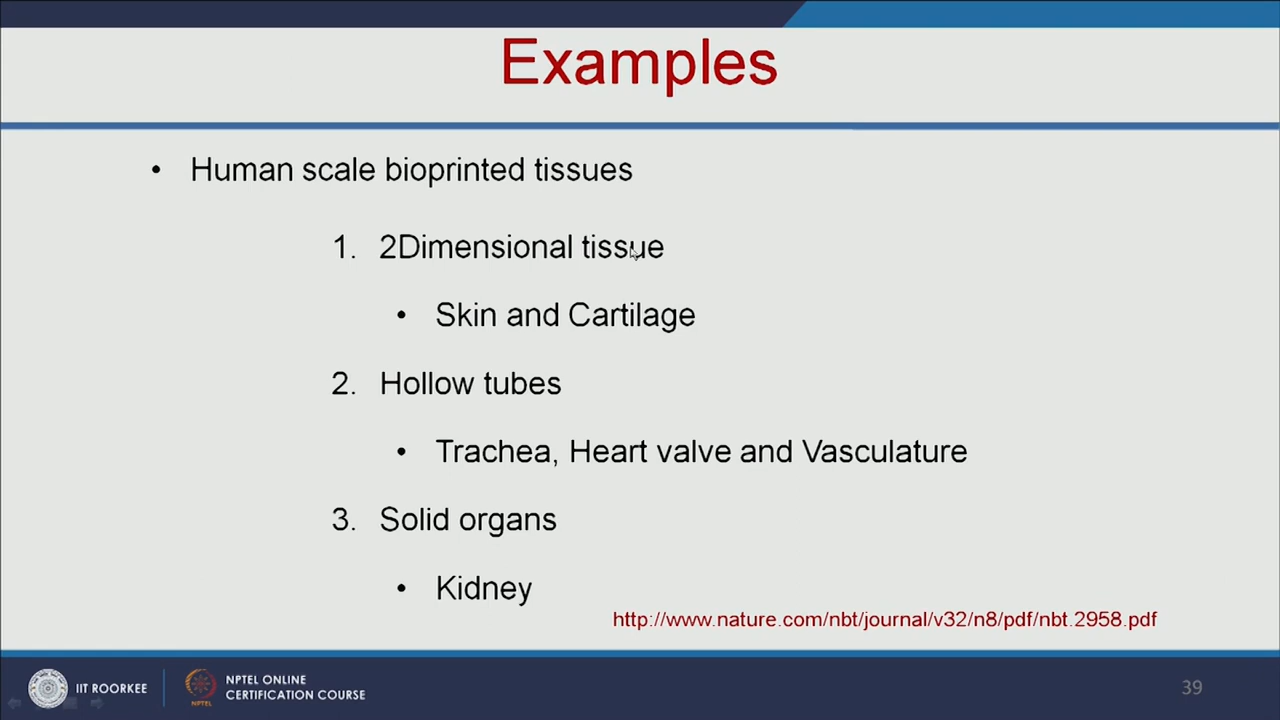 Examples
• Human scale bioprinted tissues
1. 2Dimensional tissue
• Skin and Cartilage
2. Hollow tubes
• Trachea, Heart valve and Vasculature
3. Solid organs
• Kidney
http://www.nature.com/nbt/journal/v32/n8/pdf/nbt.2958.pdf
IIT ROORKEE
NPTEL
NPTEL ONLINE
CERTIFICATION COURSE
39